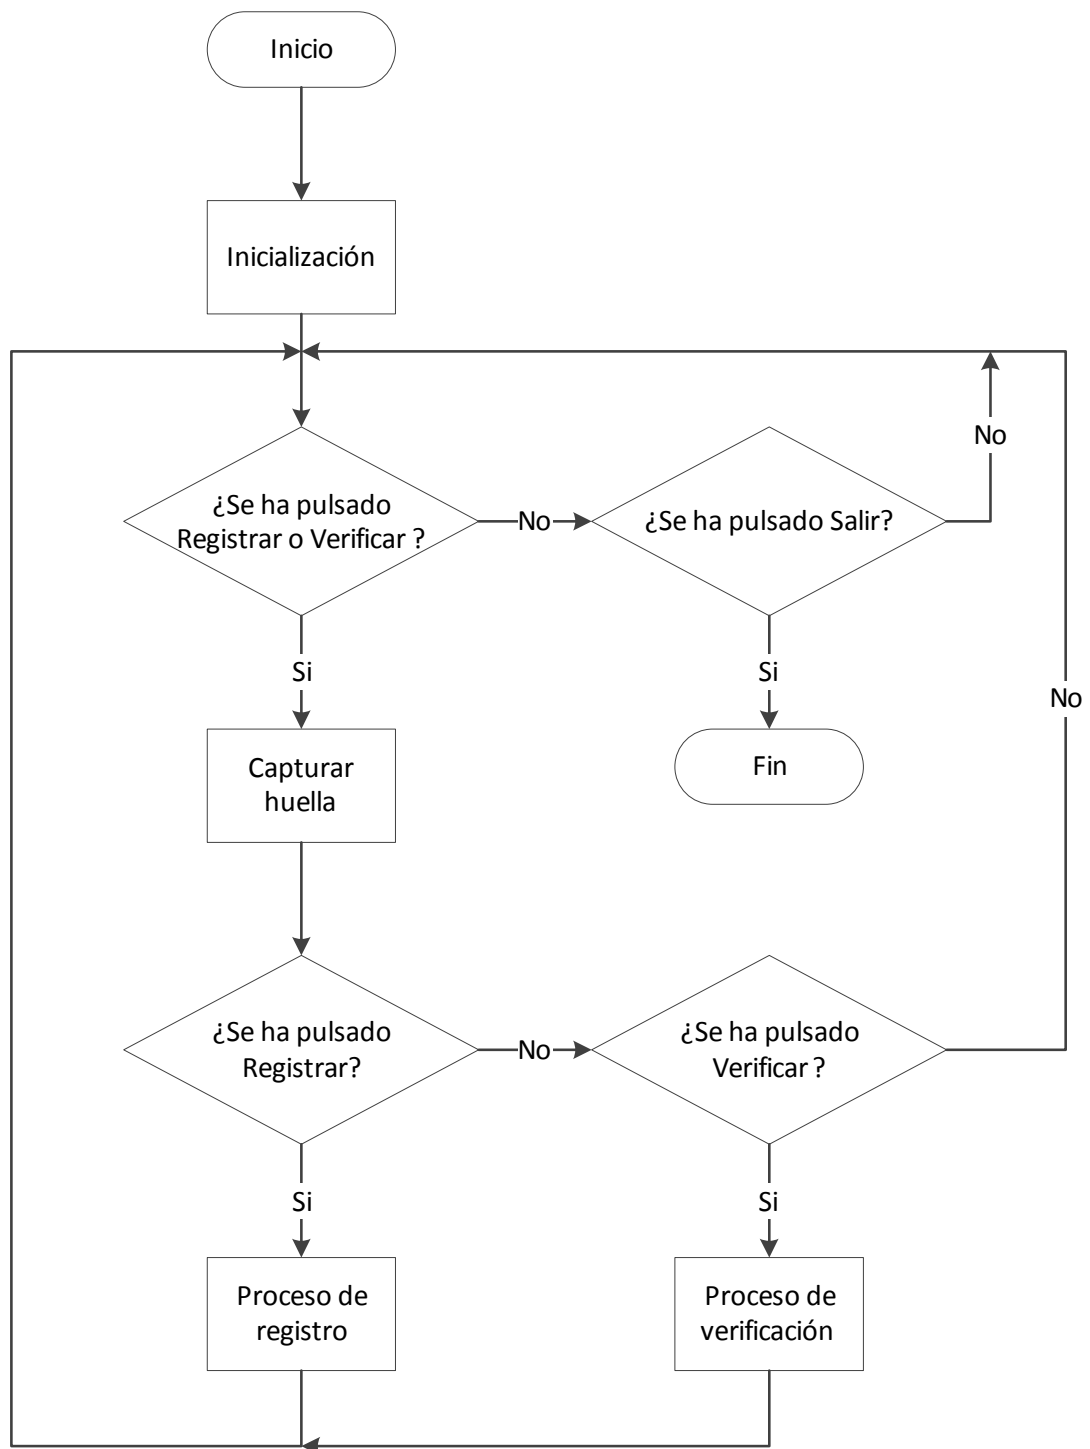 Inicio
Inicialización
¿Se ha pulsado
Registrar o Verificar ?
No
¿Se ha pulsado Salir?
No
Si
Si
No
Capturar
huella
Fin
¿Se ha pulsado
Registrar?
No
¿Se ha pulsado
Verificar ?
Si
Si
Proceso de
registro
Proceso de
verificación